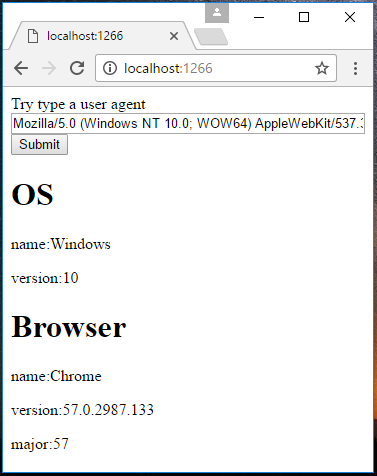 localhost:1266
localhost:1266
Try type a user agent
Mozilla/5.0 (Windows NT 10.0; WOW64) AppleWebKit/537.3
Submit
OS
name:Windows
version:10
Browser
name:Chrome
version:57.0.2987.133
major:57